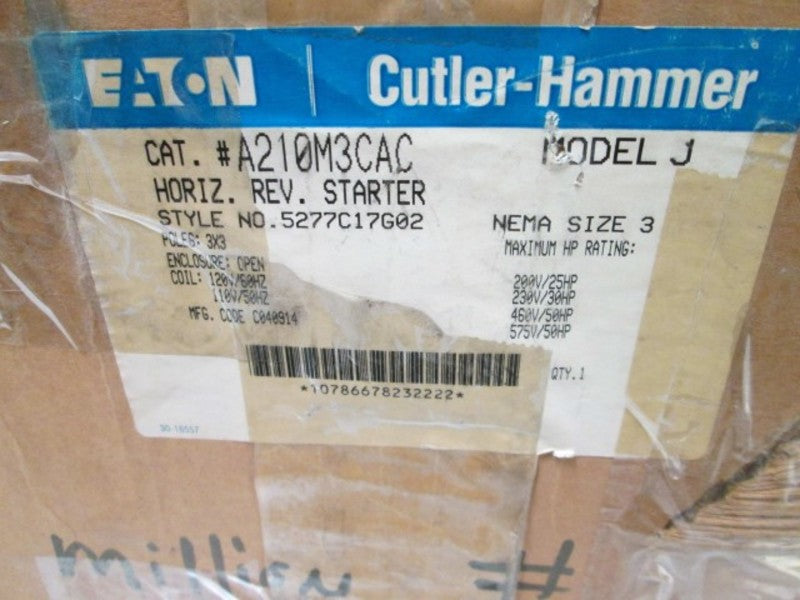 EATON | Cutler-Hammer
CAT. #A210M3CAC MODEL J
HORIZ. REV. STARTER
STYLE NO.5277C17G02 NEMA SIZE 3
POLES: 3X3 MAXIMUM HP RATING:
ENCLOSURE: OPEN
COIL: 120V/60HZ 200V/25HP
110V/50HZ 230V/30HP
MFG. CODE C040914 460V/50HP
575V/50HP
QTY.1
*10786678232222*
30-16557
million #